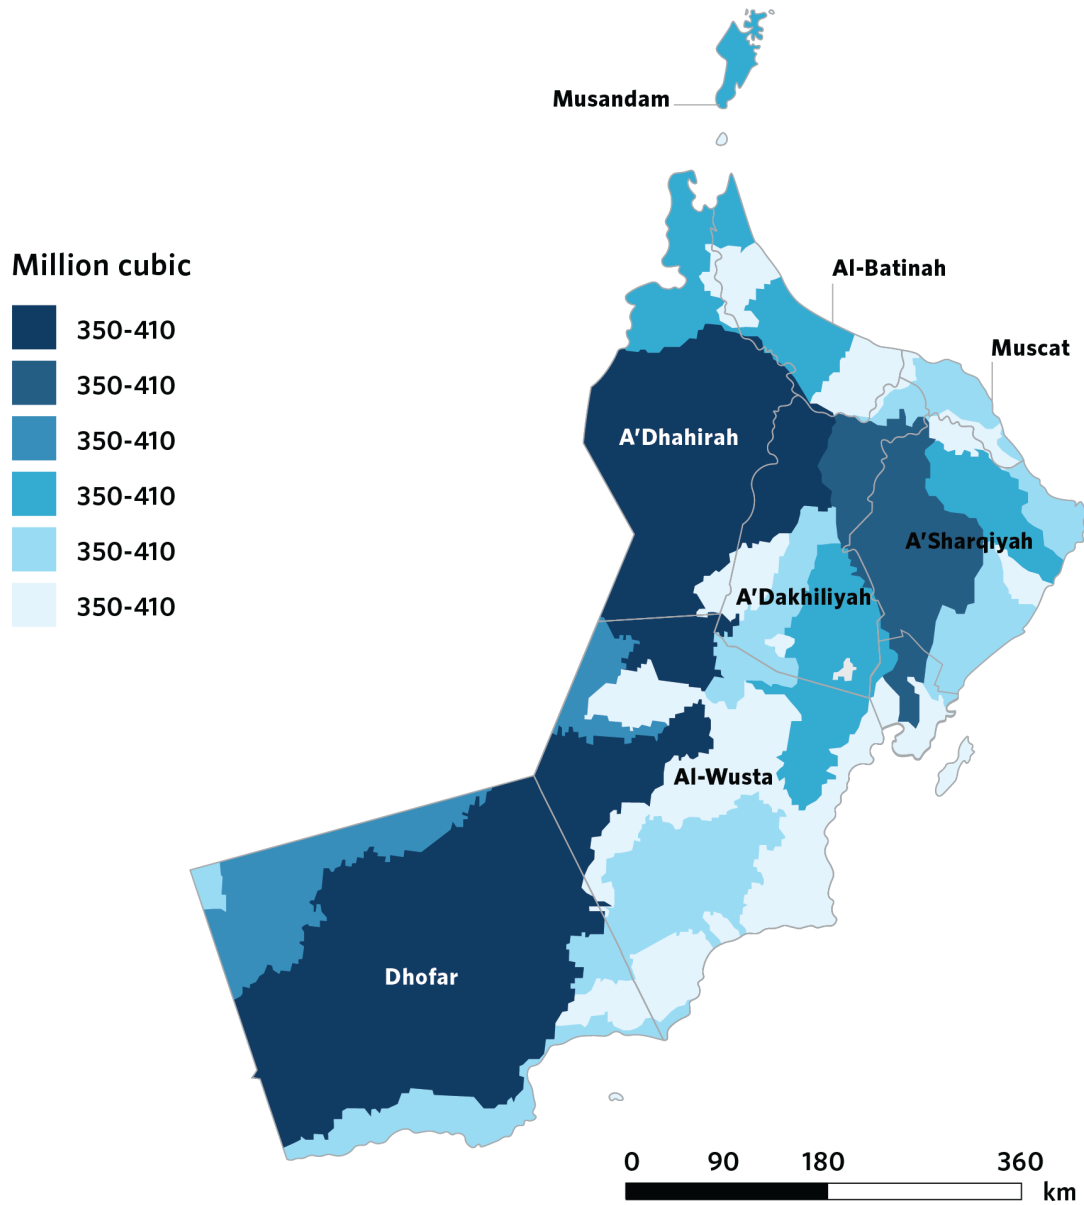 Musandam
Al-Batinah
Million cubic
350-410
Muscat
350-410
A'Dhahirah
350-410
350-410
A'Sharqiyah
350-410
A'Dakhiliyah
350-410
Al-Wusta
Dhofar
0 90 180 360
km